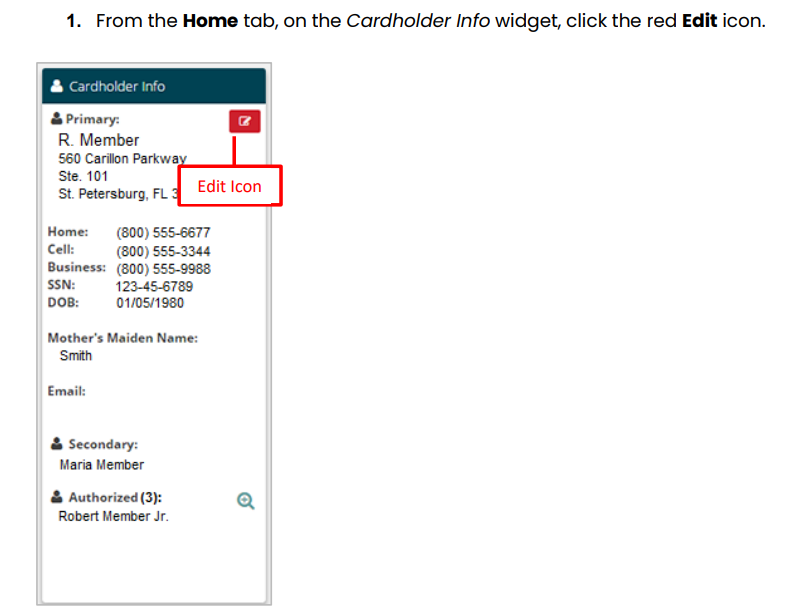 1. From the Home tab, on the Cardholder Info widget, click the red Edit icon.
Cardholder Info
Primary:
R. Member
560 Carillon Parkway
Ste. 101
St. Petersburg, FL 3
Edit Icon
Home: (800) 555-6677
Cell: (800) 555-3344
Business: (800) 555-9988
SSN: 123-45-6789
DOB: 01/05/1980
Mother's Maiden Name:
Smith
Email:
Secondary:
Maria Member
Authorized (3):
Robert Member Jr.